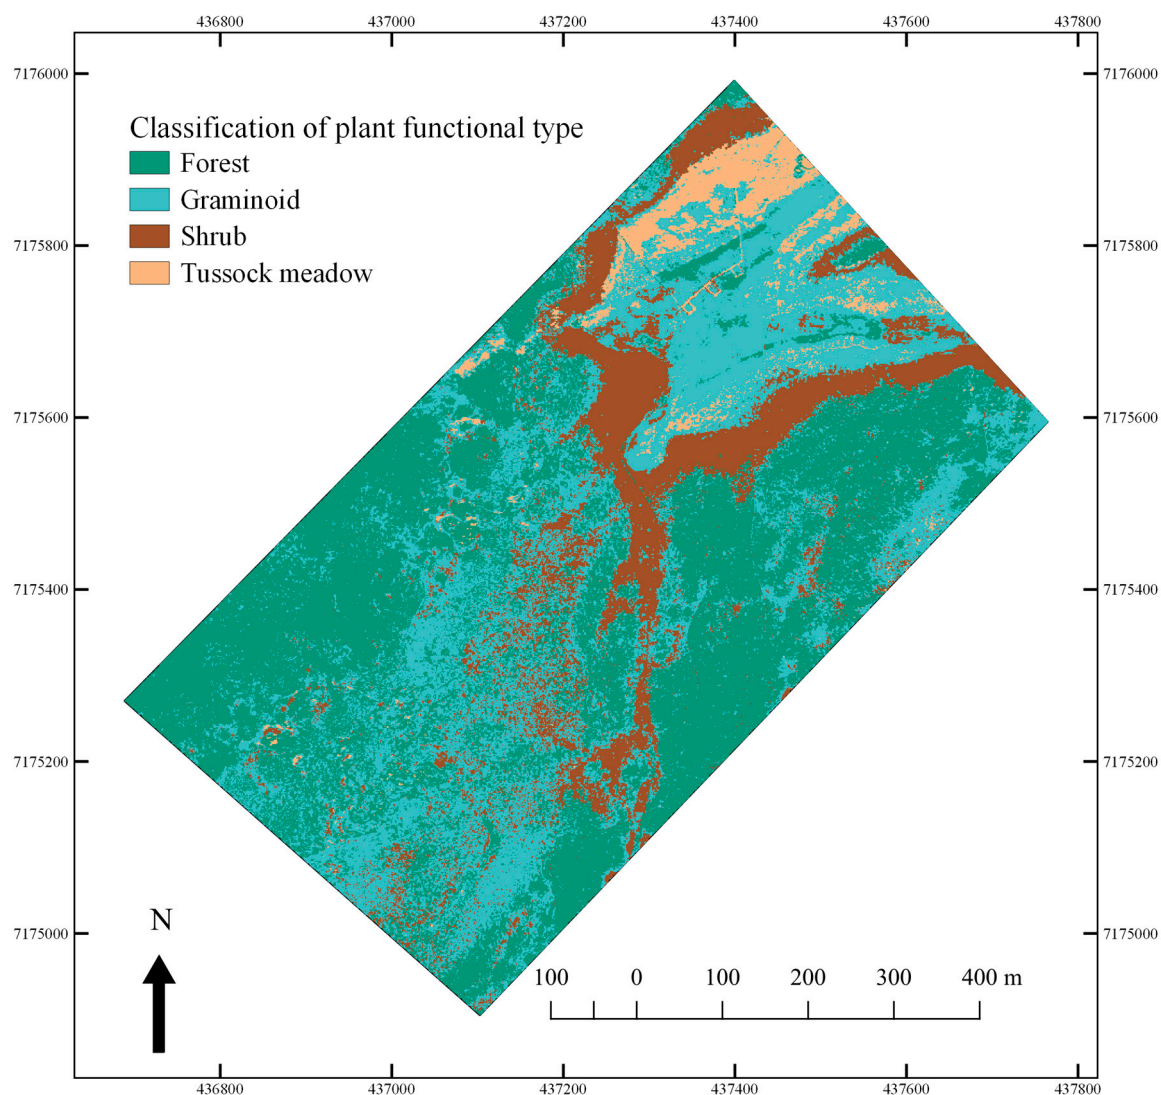 436800 437000 437200 437400 437600 437800
7176000 7176000
Classification of plant functional type
Forest
Graminoid
Shrub
Tussock meadow
7175800 7175800
7175600 7175600
7175400 7175400
7175200 7175200
N
7175000 7175000
100 0 100 200 300 400 m
436800 437000 437200 437400 437600 437800